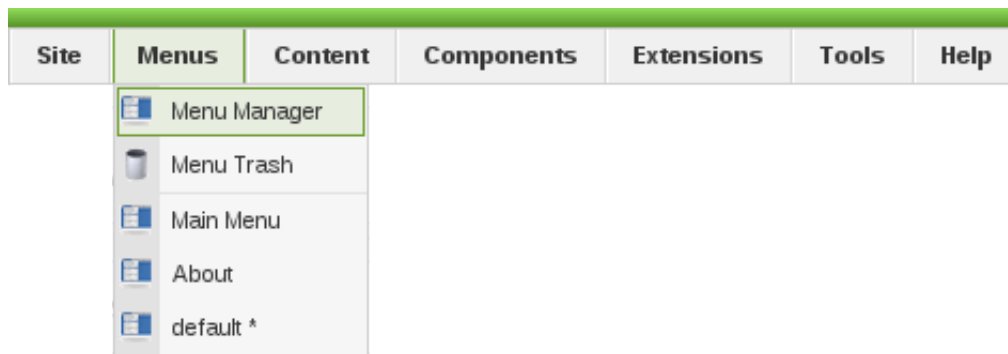 Site Menus Content Components Extensions Tools Help
Menu Manager
Menu Trash
Main Menu
About
default *